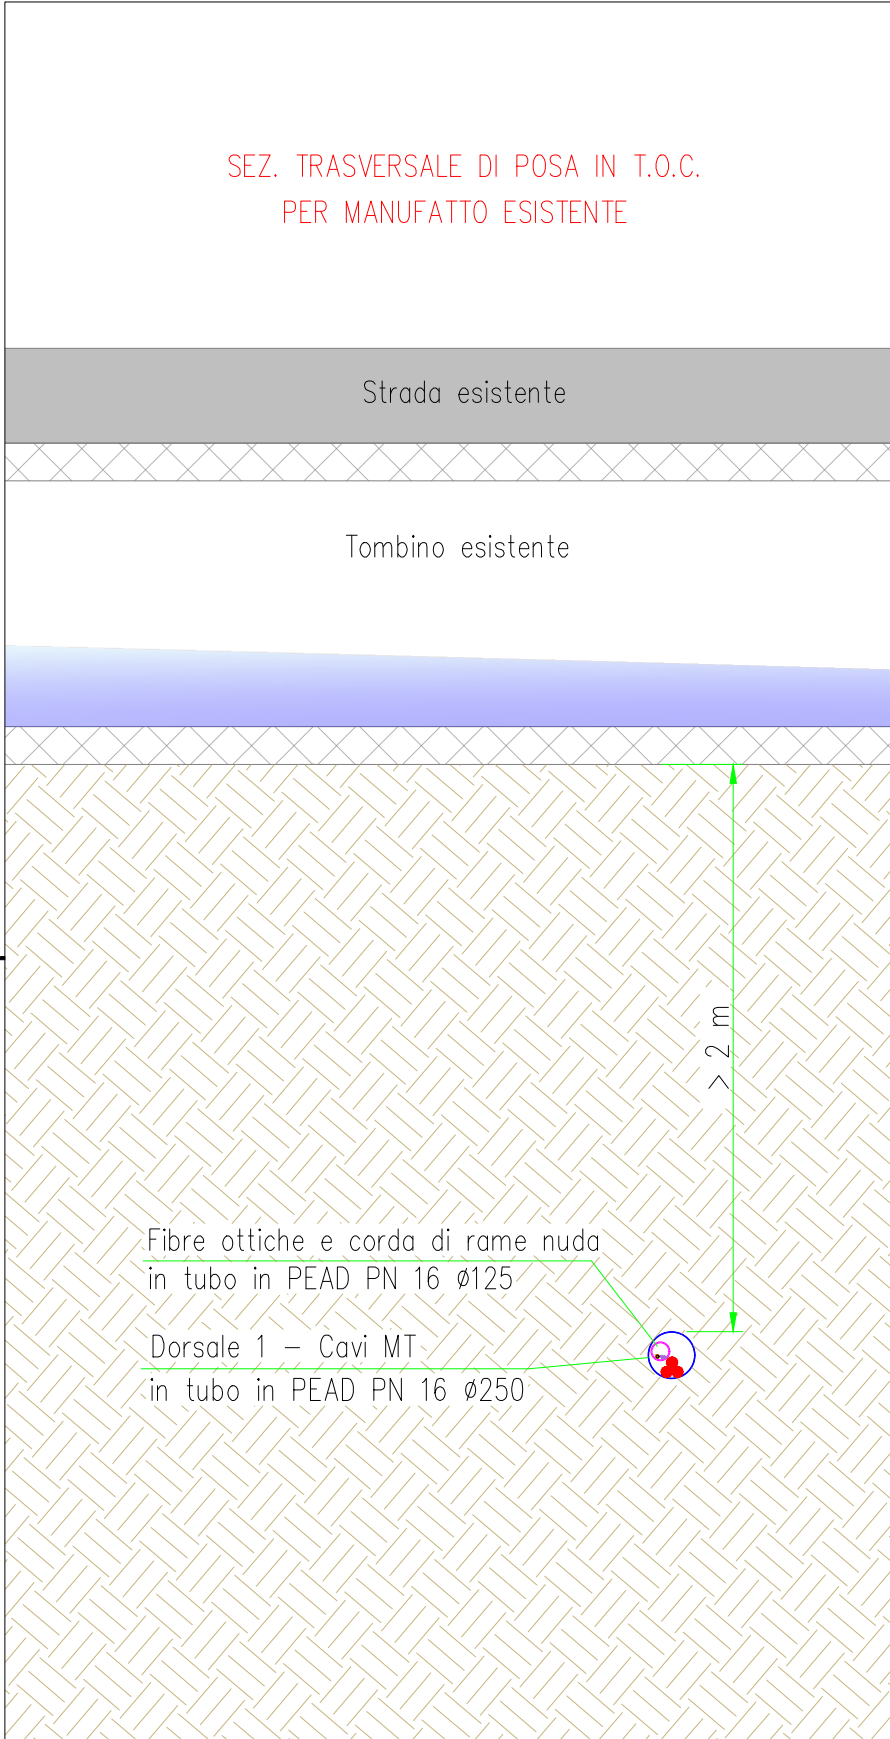 SEZ. TRASVERSALE DI POSA IN T.O.C.
PER MANUFATTO ESISTENTE
Strada esistente
Tombino esistente
> 2 m
Fibre ottiche e corda di rame nuda
in tubo in PEAD PN 16 Ø125
Dorsale 1 – Cavi MT
in tubo in PEAD PN 16 Ø250